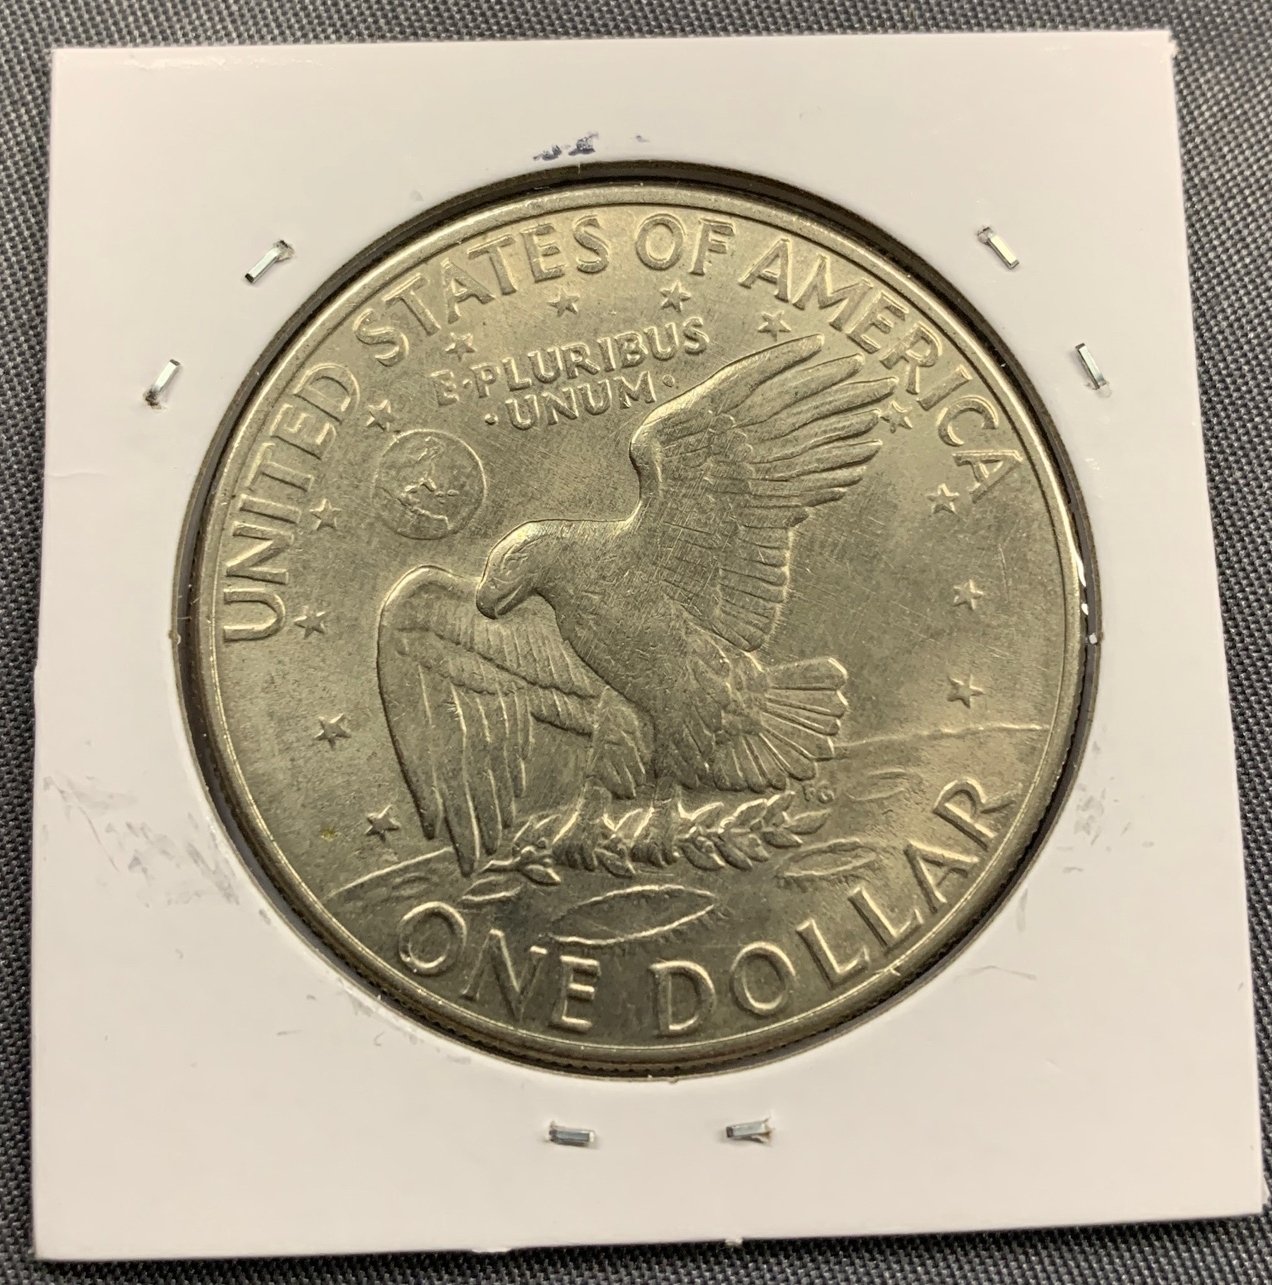 UNITED STATES OF AMERICA
E·PLURIBUS
·UNUM·
FG
ONE DOLLAR